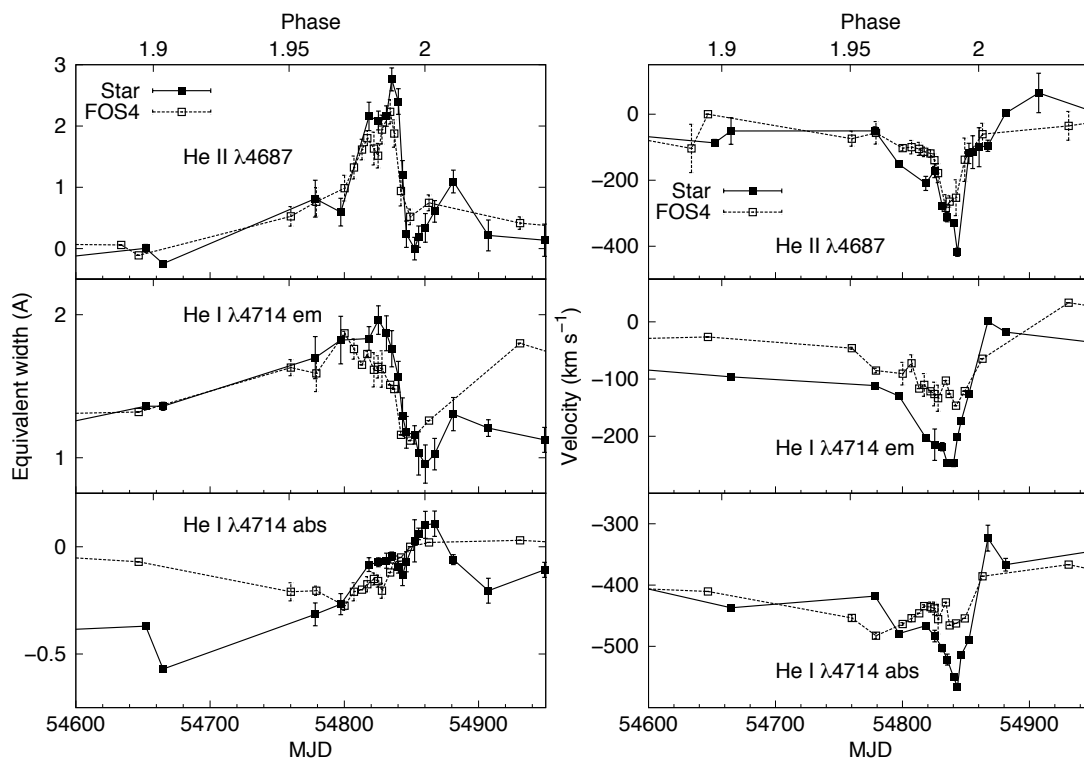 Phase
1.9 1.95 2
Star
FOS4
He II λ4687
3
2
1
0
He I λ4714 em
2
1
He I λ4714 abs
0
−0.5
Equivalent width (A)
54600 54700 54800 54900
MJD
Phase
1.9 1.95 2
0
−200
−400
Star
FOS4
He II λ4687
0
−100
−200
He I λ4714 em
−300
−400
−500
He I λ4714 abs
Velocity (km s⁻¹)
54600 54700 54800 54900
MJD